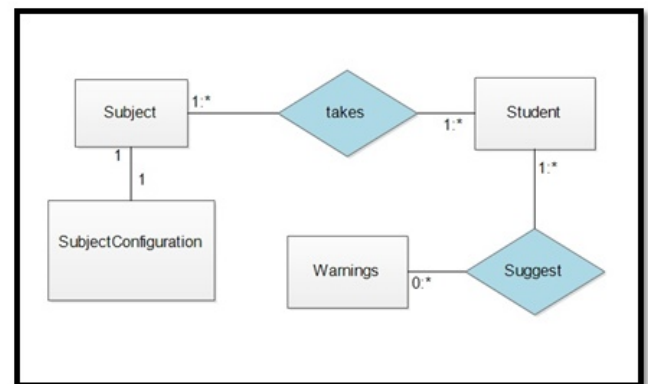 Subject
1:*
takes
1:*
Student
1
1
1:*
SubjectConfiguration
Warnings
0:*
Suggest